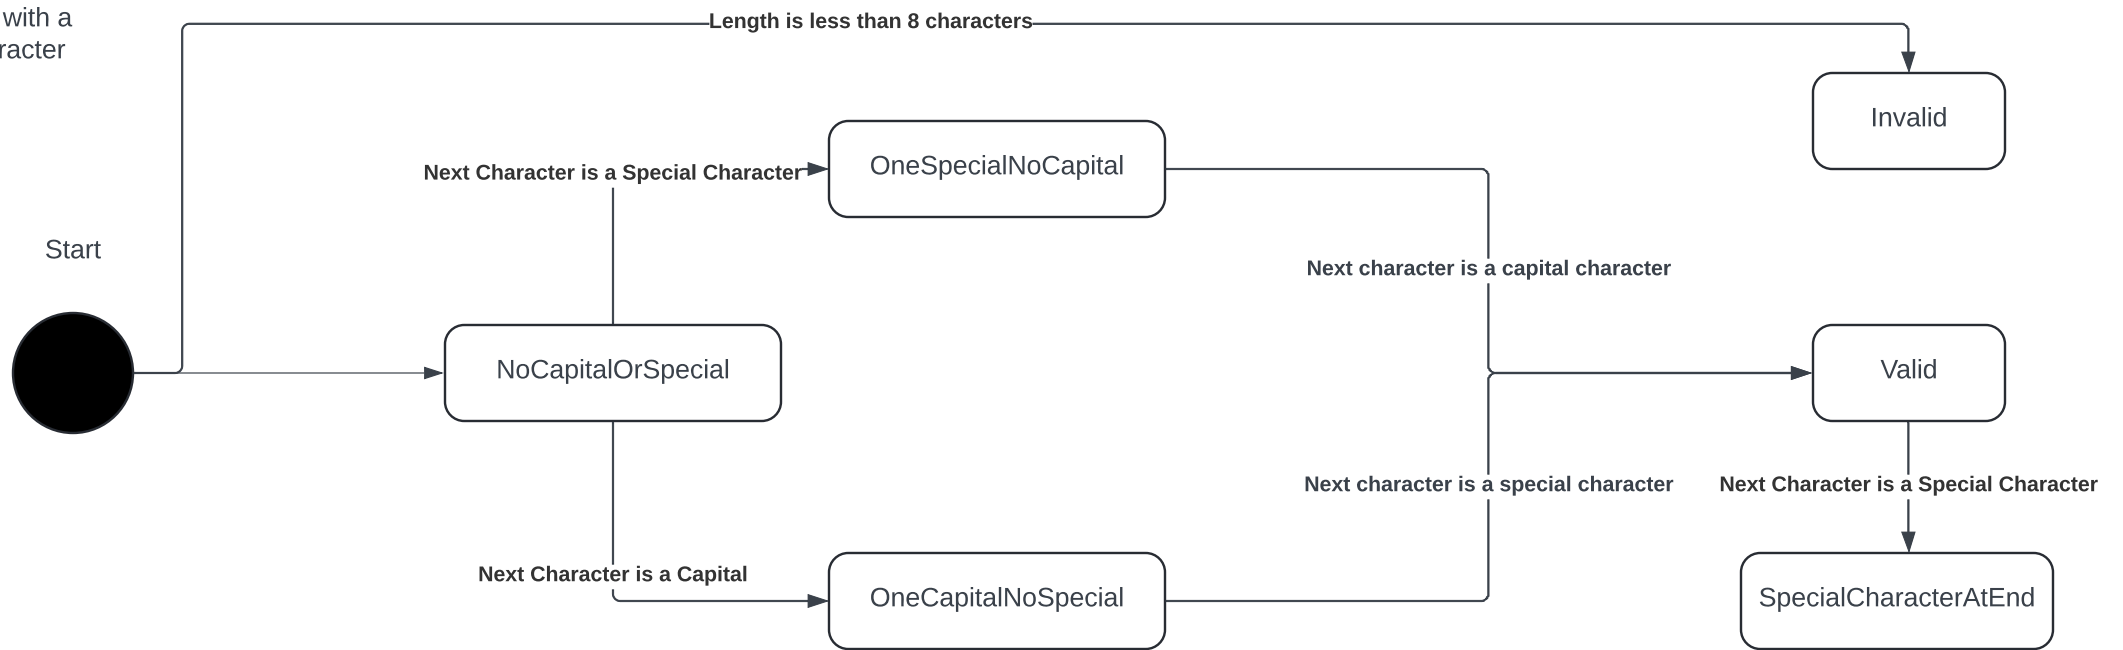 with a
racter
Length is less than 8 characters
Invalid
Next Character is a Special Character
OneSpecialNoCapital
Start
Next character is a capital character
NoCapitalOrSpecial
Valid
Next character is a special character
Next Character is a Special Character
Next Character is a Capital
OneCapitalNoSpecial
SpecialCharacterAtEnd